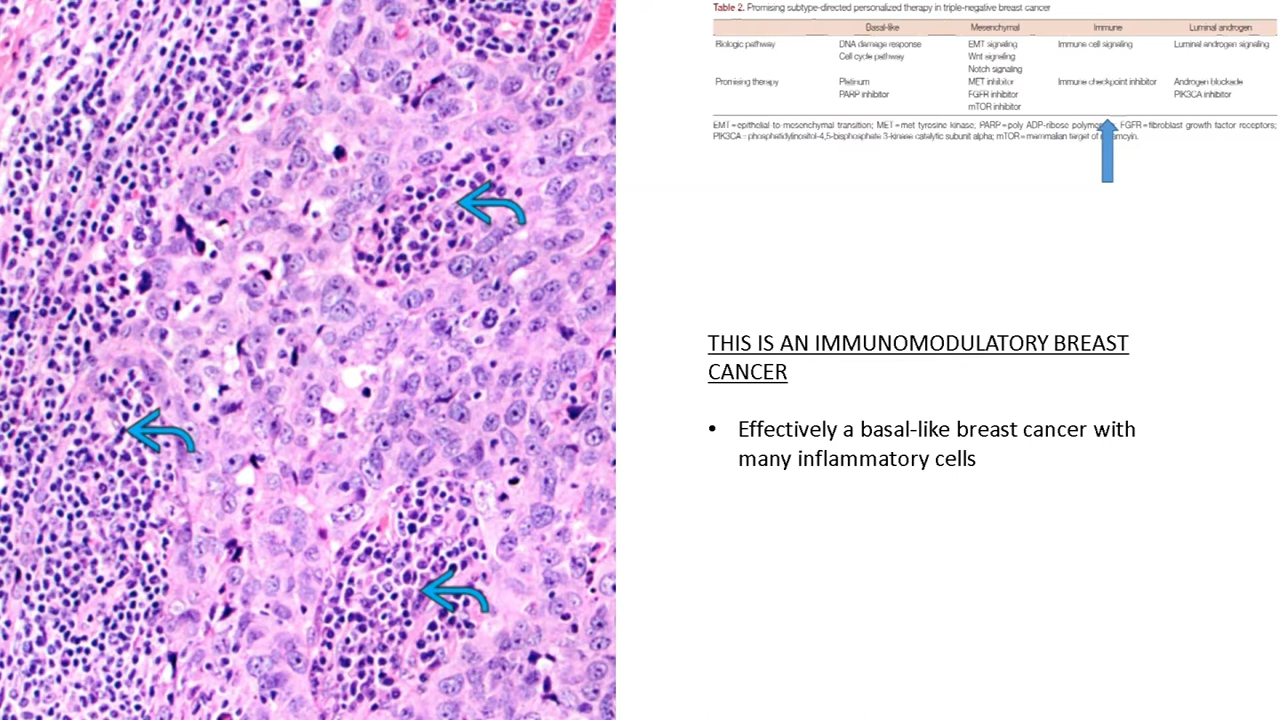 Table 2. Promising subtype-directed personalized therapy in triple-negative breast cancer
Basal-like Mesenchymal Immune Luminal androgen
Biologic pathway DNA damage response EMT signaling Immune cell signaling Luminal androgen signaling
Cell cycle pathway Wnt signaling
Notch signaling
Promising therapy Platinum MET inhibitor Immune checkpoint inhibitor Androgen blockade
PARP inhibitor FGFR inhibitor PIK3CA inhibitor
mTOR inhibitor
EMT=epithelial to mesenchymal transition; MET=met tyrosine kinase; PARP=poly ADP-ribose FGFR=fibroblast growth factor receptors;
PIK3CA=phosphatidylinositol-4,5-bisphosphate 3-kinase catalytic subunit alpha; mTOR=mammalian target of
THIS IS AN IMMUNOMODULATORY BREAST
CANCER
• Effectively a basal-like breast cancer with
many inflammatory cells